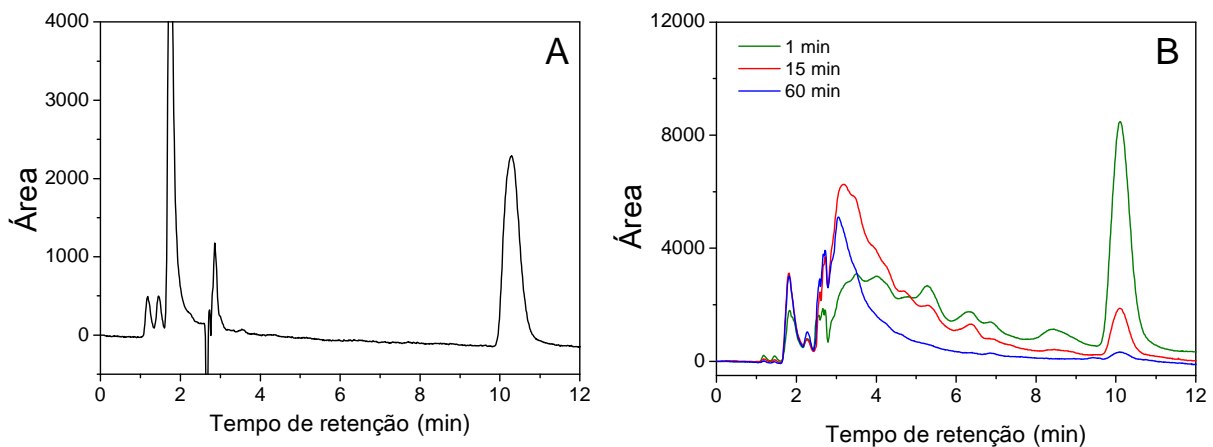 A
4000
3000
2000
1000
0
Área
0 2 4 6 8 10 12
Tempo de retenção (min)
B
1 min
15 min
60 min
12000
8000
4000
0
Área
0 2 4 6 8 10 12
Tempo de retenção (min)